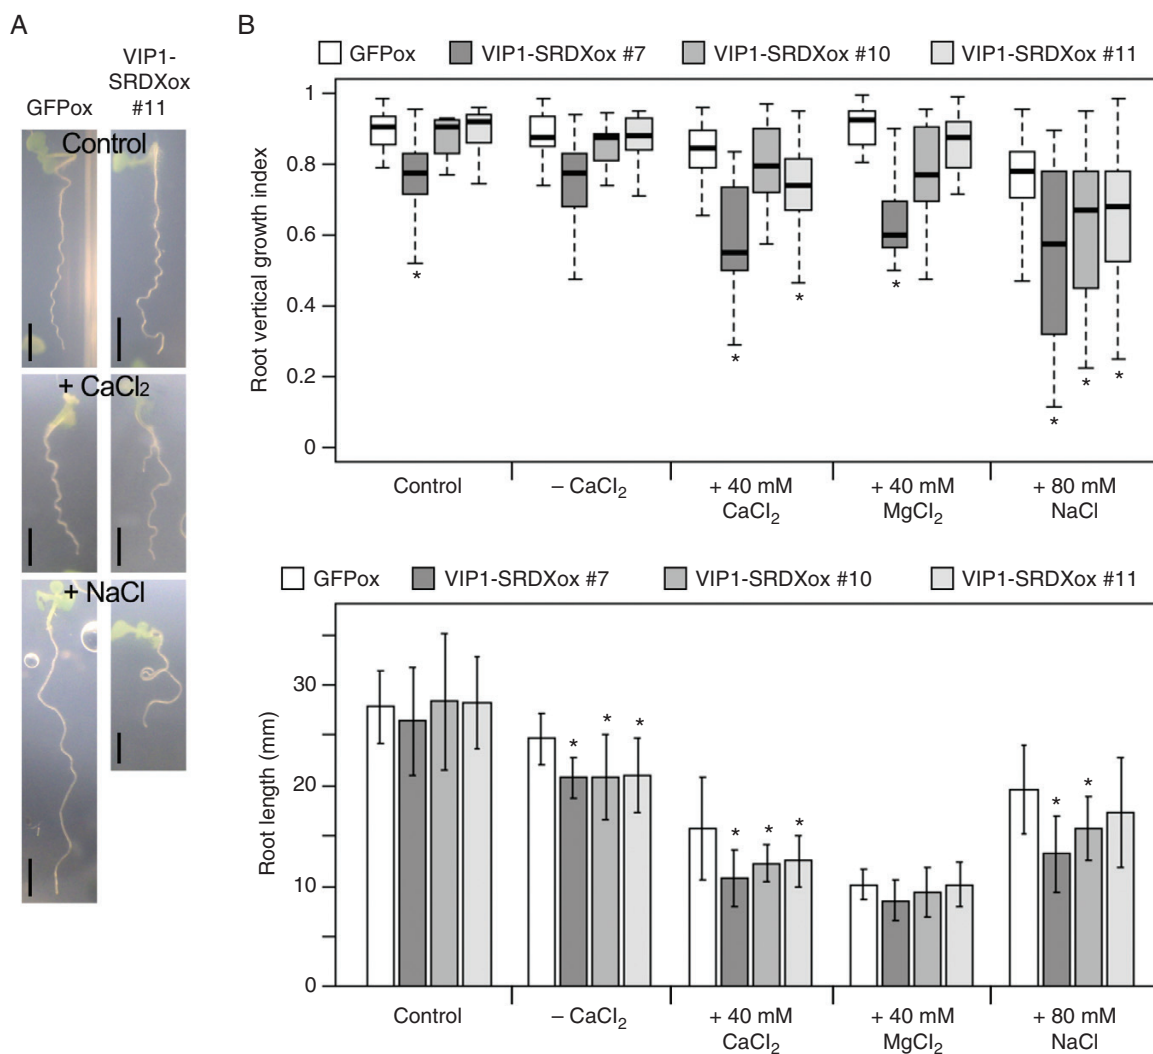 A
GFPox
VIP1-
SRDXox
#11
Control
+ CaCl₂
+ NaCl
B
GFPox VIP1-SRDXox #7 VIP1-SRDXox #10 VIP1-SRDXox #11
Root vertical growth index
1
0.8
0.6
0.4
0.2
0
* * * * * * *
Control – CaCl₂ + 40 mM CaCl₂ + 40 mM MgCl₂ + 80 mM NaCl
GFPox VIP1-SRDXox #7 VIP1-SRDXox #10 VIP1-SRDXox #11
Root length (mm)
30
20
10
0
* * * * * * * *
Control – CaCl₂ + 40 mM CaCl₂ + 40 mM MgCl₂ + 80 mM NaCl